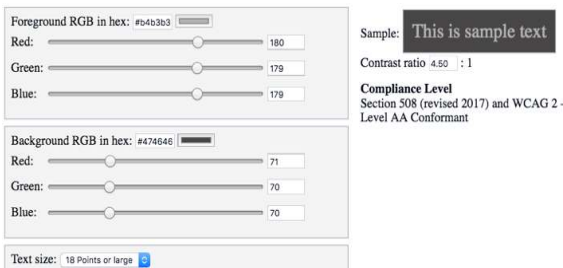 Foreground RGB in hex: #b4b3b3
Red: 180
Green: 179
Blue: 179
Background RGB in hex: #474646
Red: 71
Green: 70
Blue: 70
Text size: 18 Points or large
Sample: This is sample text
Contrast ratio 4.50 : 1
Compliance Level
Section 508 (revised 2017) and WCAG 2 -
Level AA Conformant